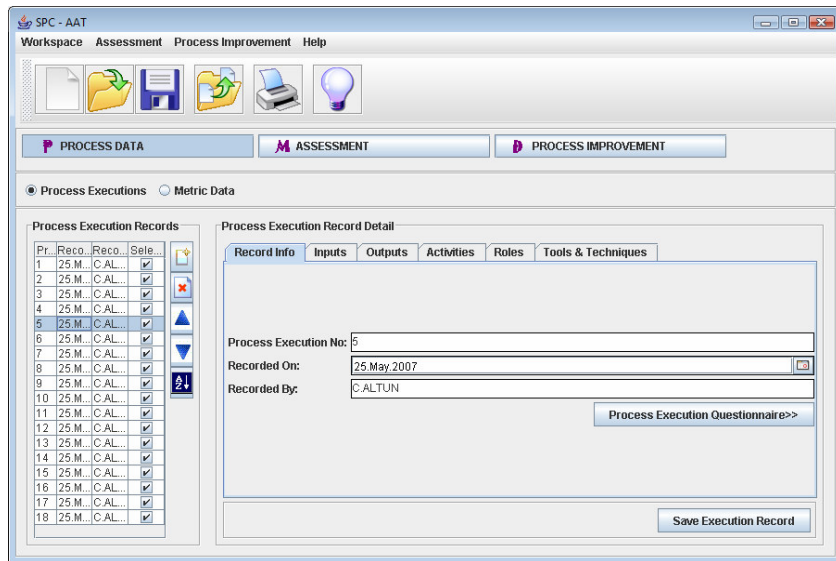 SPC - AAT
Workspace Assessment Process Improvement Help
P PROCESS DATA M ASSESSMENT D PROCESS IMPROVEMENT
Process Executions Metric Data
Process Execution Records
Pr... Reco... Reco... Sele...
1 25.M... C.AL...
2 25.M... C.AL...
3 25.M... C.AL...
4 25.M... C.AL...
5 25.M... C.AL...
6 25.M... C.AL...
7 25.M... C.AL...
8 25.M... C.AL...
9 25.M... C.AL...
10 25.M... C.AL...
11 25.M... C.AL...
12 25.M... C.AL...
13 25.M... C.AL...
14 25.M... C.AL...
15 25.M... C.AL...
16 25.M... C.AL...
17 25.M... C.AL...
18 25.M... C.AL...
A Z
Process Execution Record Detail
Record Info Inputs Outputs Activities Roles Tools & Techniques
Process Execution No: 5
Recorded On: 25.May.2007
Recorded By: C.ALTUN
Process Execution Questionnaire>>
Save Execution Record